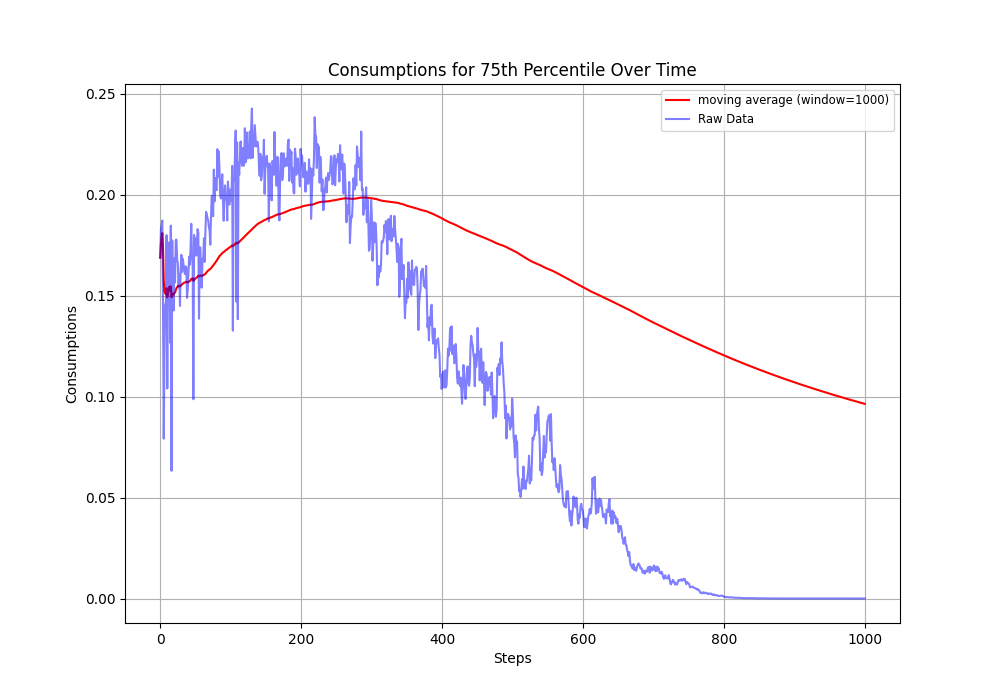 Consumptions for 75th Percentile Over Time
moving average (window=1000)
Raw Data
Consumptions
0.25
0.20
0.15
0.10
0.05
0.00
0 200 400 600 800 1000
Steps